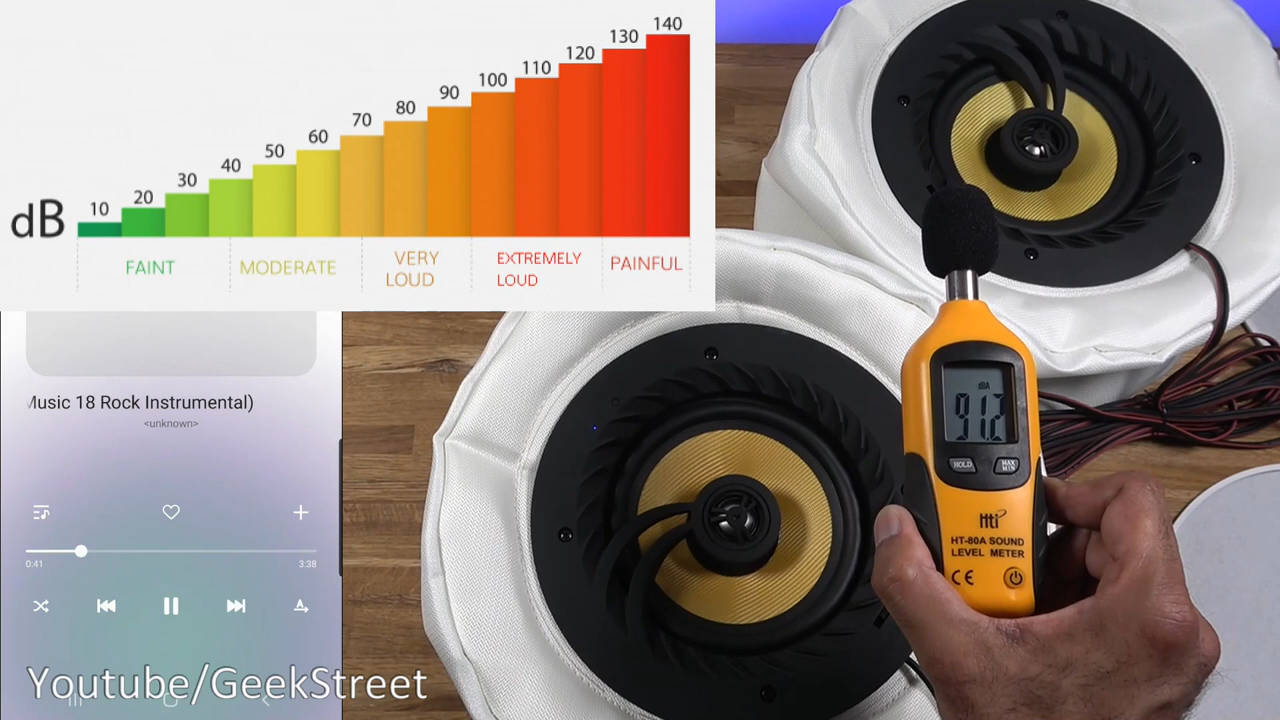 140
130
120
110
100
90
80
70
60
50
40
30
20
10
dB
FAINT
MODERATE
VERY
LOUD
EXTREMELY
LOUD
PAINFUL
Music 18 Rock Instrumental)
<unknown>
0:41
3:38
Youtube/GeekStreet
dBA
91.2
HOLD
MAX
MIN
Hti
HT-80A SOUND
LEVEL METER
CE